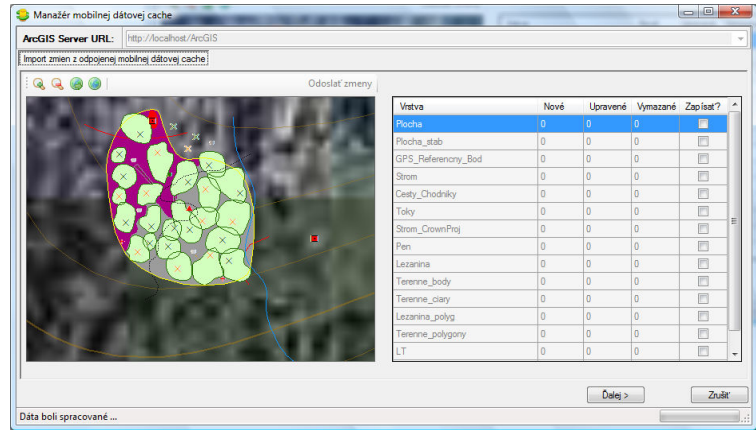 Manažér mobilnej dátovej cache
ArcGIS Server URL: http://localhost/ArcGIS
Import zmien z odpojenej mobilnej dátovej cache
Odoslať zmeny
Vrstva Nové Upravené Vymazané Zapísať?
Plocha 0 0 0
Plocha_stab 0 0 0
GPS_Referencny_Bod 0 0 0
Strom 0 0 0
Cesty_Chodniky 0 0 0
Toky 0 0 0
Strom_CrownProj 0 0 0
Pen 0 0 0
Lezanina 0 0 0
Terenne_body 0 0 0
Terenne_ciary 0 0 0
Lezanina_polyg 0 0 0
Terenne_polygony 0 0 0
LT 0 0 0
Ďalej >
Zrušiť
Dáta boli spracované ...